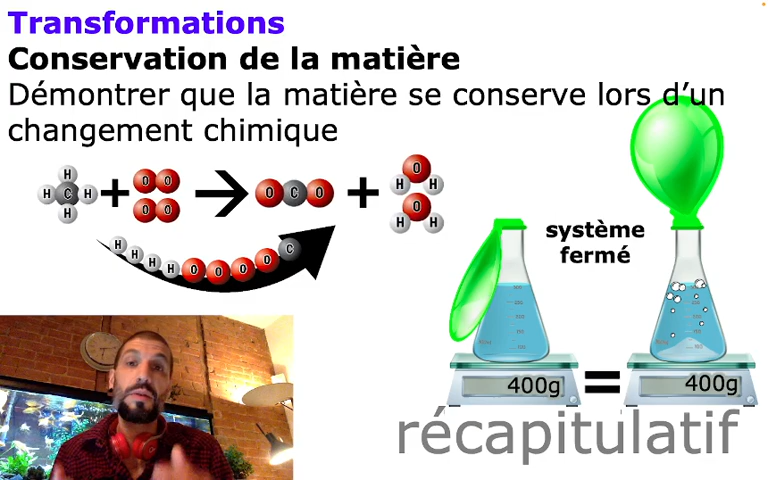 Transformations
Conservation de la matière
Démontrer que la matière se conserve lors d’un
changement chimique
H
H C H
H
+
O O
O O
O C O
+
O
H H
O
H H
H H H H O O O O C
système
fermé
400g
=
400g
récapitulatif